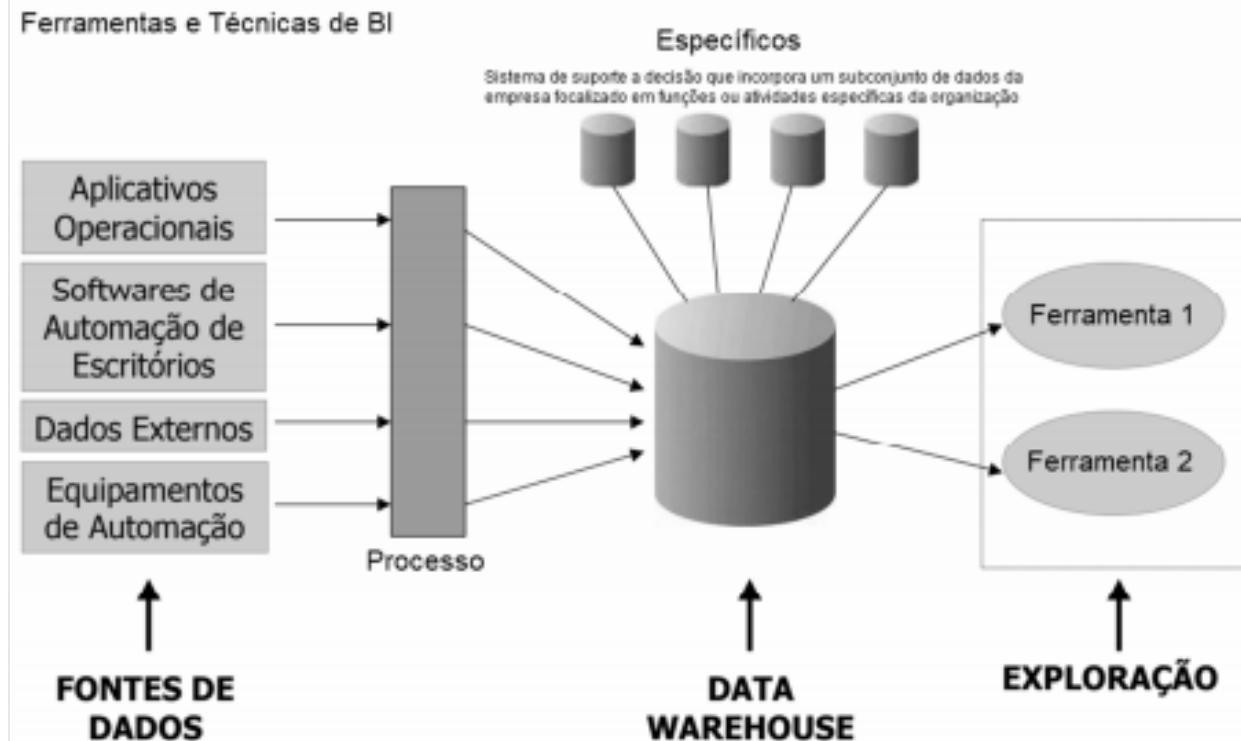 Ferramentas e Técnicas de BI
Específicos
Sistema de suporte a decisão que incorpora um subconjunto de dados da
empresa focalizado em funções ou atividades específicas da organização
Aplicativos
Operacionais
Softwares de
Automação de
Escritórios
Dados Externos
Equipamentos
de Automação
Processo
Ferramenta 1
Ferramenta 2
FONTES DE
DADOS
DATA
WAREHOUSE
EXPLORAÇÃO